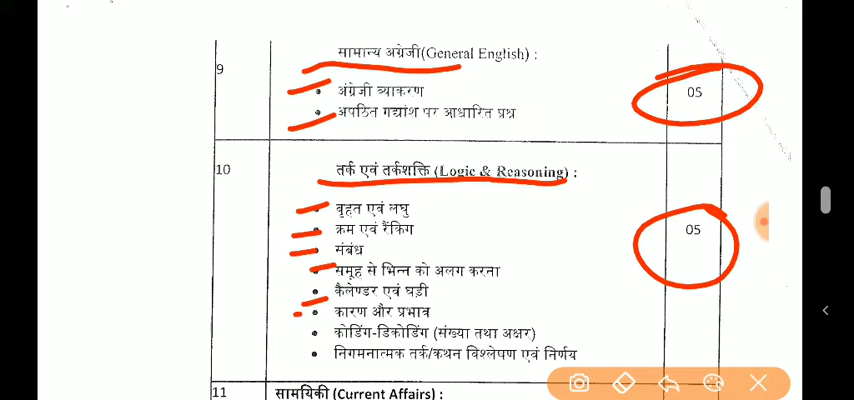 9
सामान्य अग्रेजी(General English) :
05
अंग्रेजी व्याकरण
अपठित गद्यांश पर आधारित प्रश्न
10
तर्क एवं तर्कशक्ति (Logic & Reasoning) :
वृहत एवं लघु
05
क्रम एवं रैंकिग
संबंध
समूह से भिन्न को अलग करना
कैलेण्डर एवं घड़ी
कारण और प्रभाव
कोडिंग-डिकोडिंग (संख्या तथा अक्षर)
निगमनात्मक तर्क/कथन विश्लेषण एवं निर्णय
11
सामयिकी (Current Affairs) :